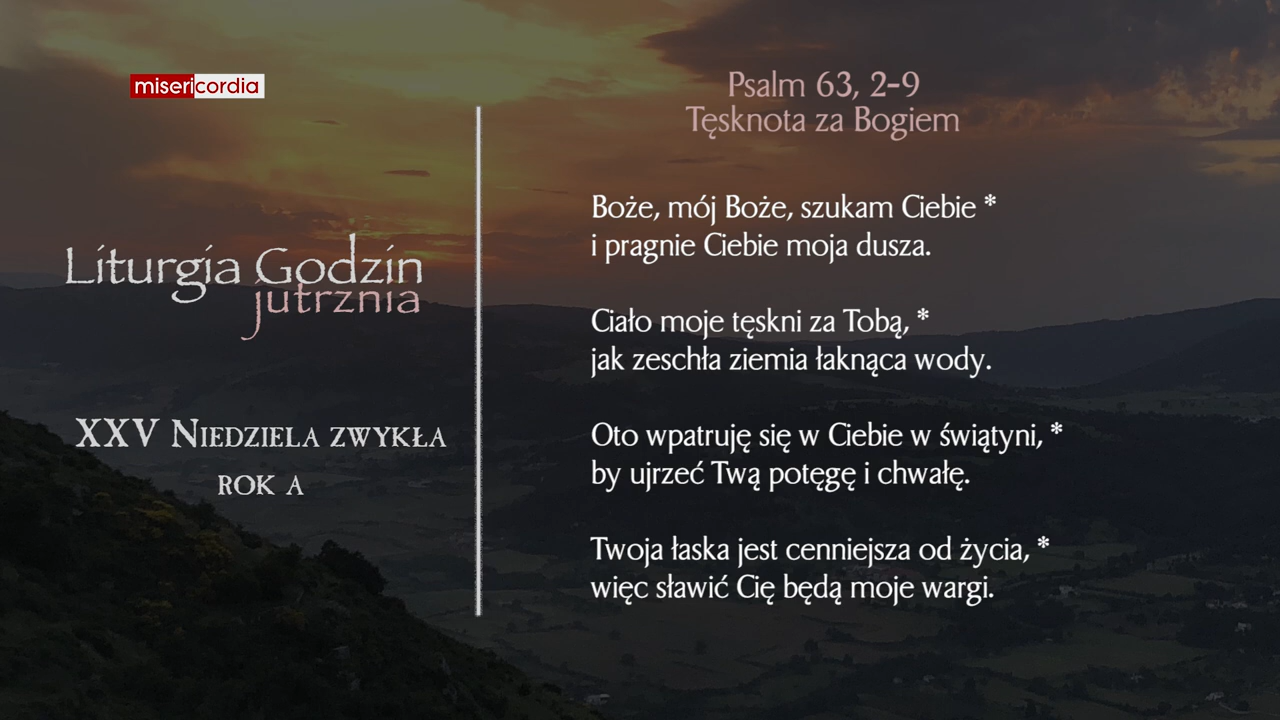 misericordia
Liturgia Godzin
jutrznia
XXV Niedziela zwykła
rok A
Psalm 63, 2-9
Tęsknota za Bogiem
Boże, mój Boże, szukam Ciebie *
i pragnie Ciebie moja dusza.
Ciało moje tęskni za Tobą, *
jak zeschła ziemia łaknąca wody.
Oto wpatruję się w Ciebie w świątyni, *
by ujrzeć Twą potęgę i chwałę.
Twoja łaska jest cenniejsza od życia, *
więc sławić Cię będą moje wargi.